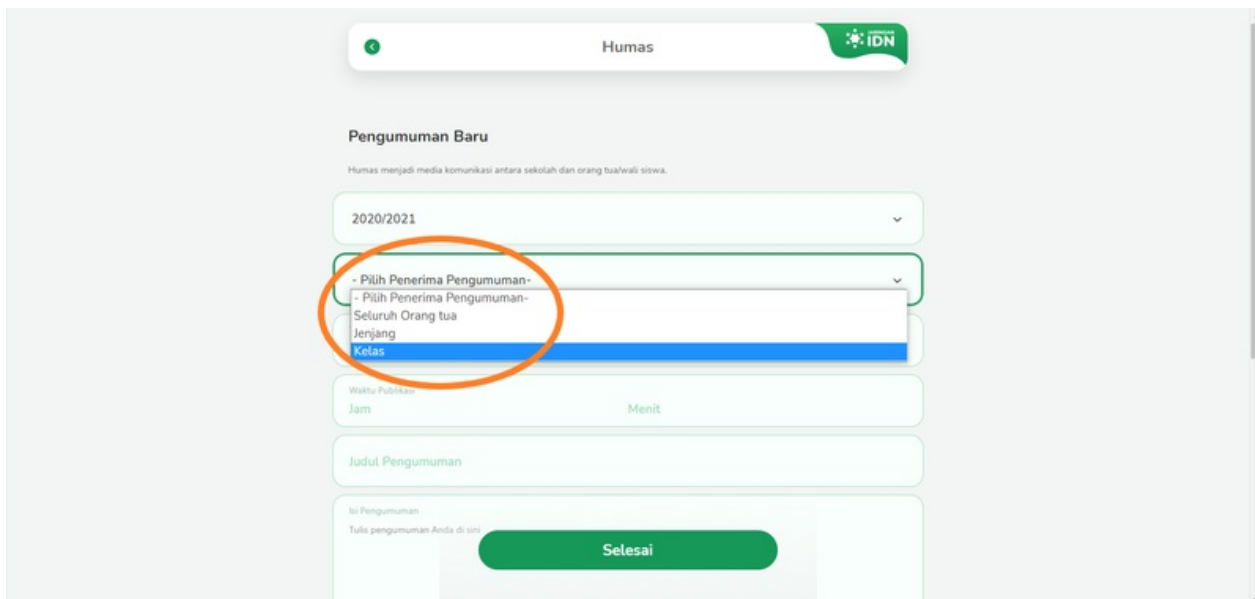 Humas
JARINGAN
IDN
Pengumuman Baru
Humas menjadi media komunikasi antara sekolah dan orang tua/wali siswa.
2020/2021
- Pilih Penerima Pengumuman-
- Pilih Penerima Pengumuman-
Seluruh Orang tua
Jenjang
Kelas
Waktu Publikasi
Jam Menit
Judul Pengumuman
Isi Pengumuman
Tulis pengumuman Anda di sini
Selesai